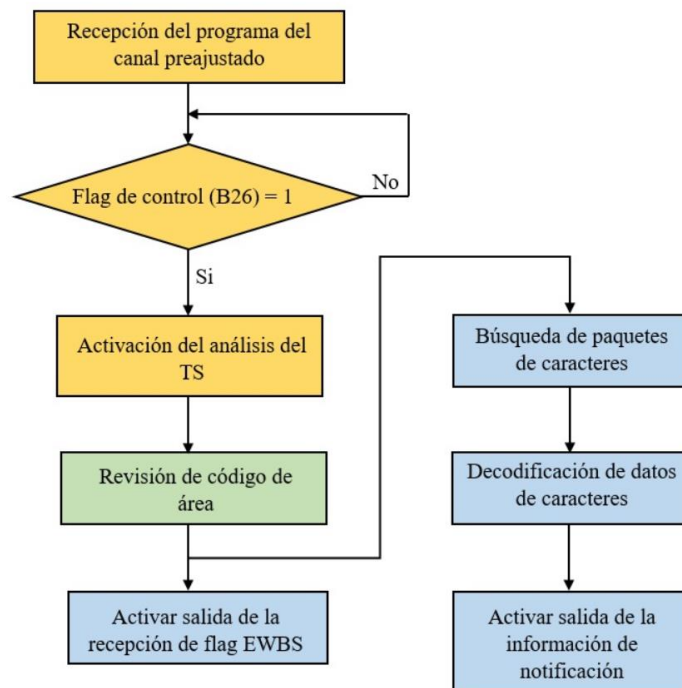 Recepción del programa del
canal preajustado
Flag de control (B26) = 1
No
Si
Activación del análisis del
TS
Revisión de código de
área
Activar salida de la
recepción de flag EWBS
Búsqueda de paquetes
de caracteres
Decodificación de datos
de caracteres
Activar salida de la
información de
notificación